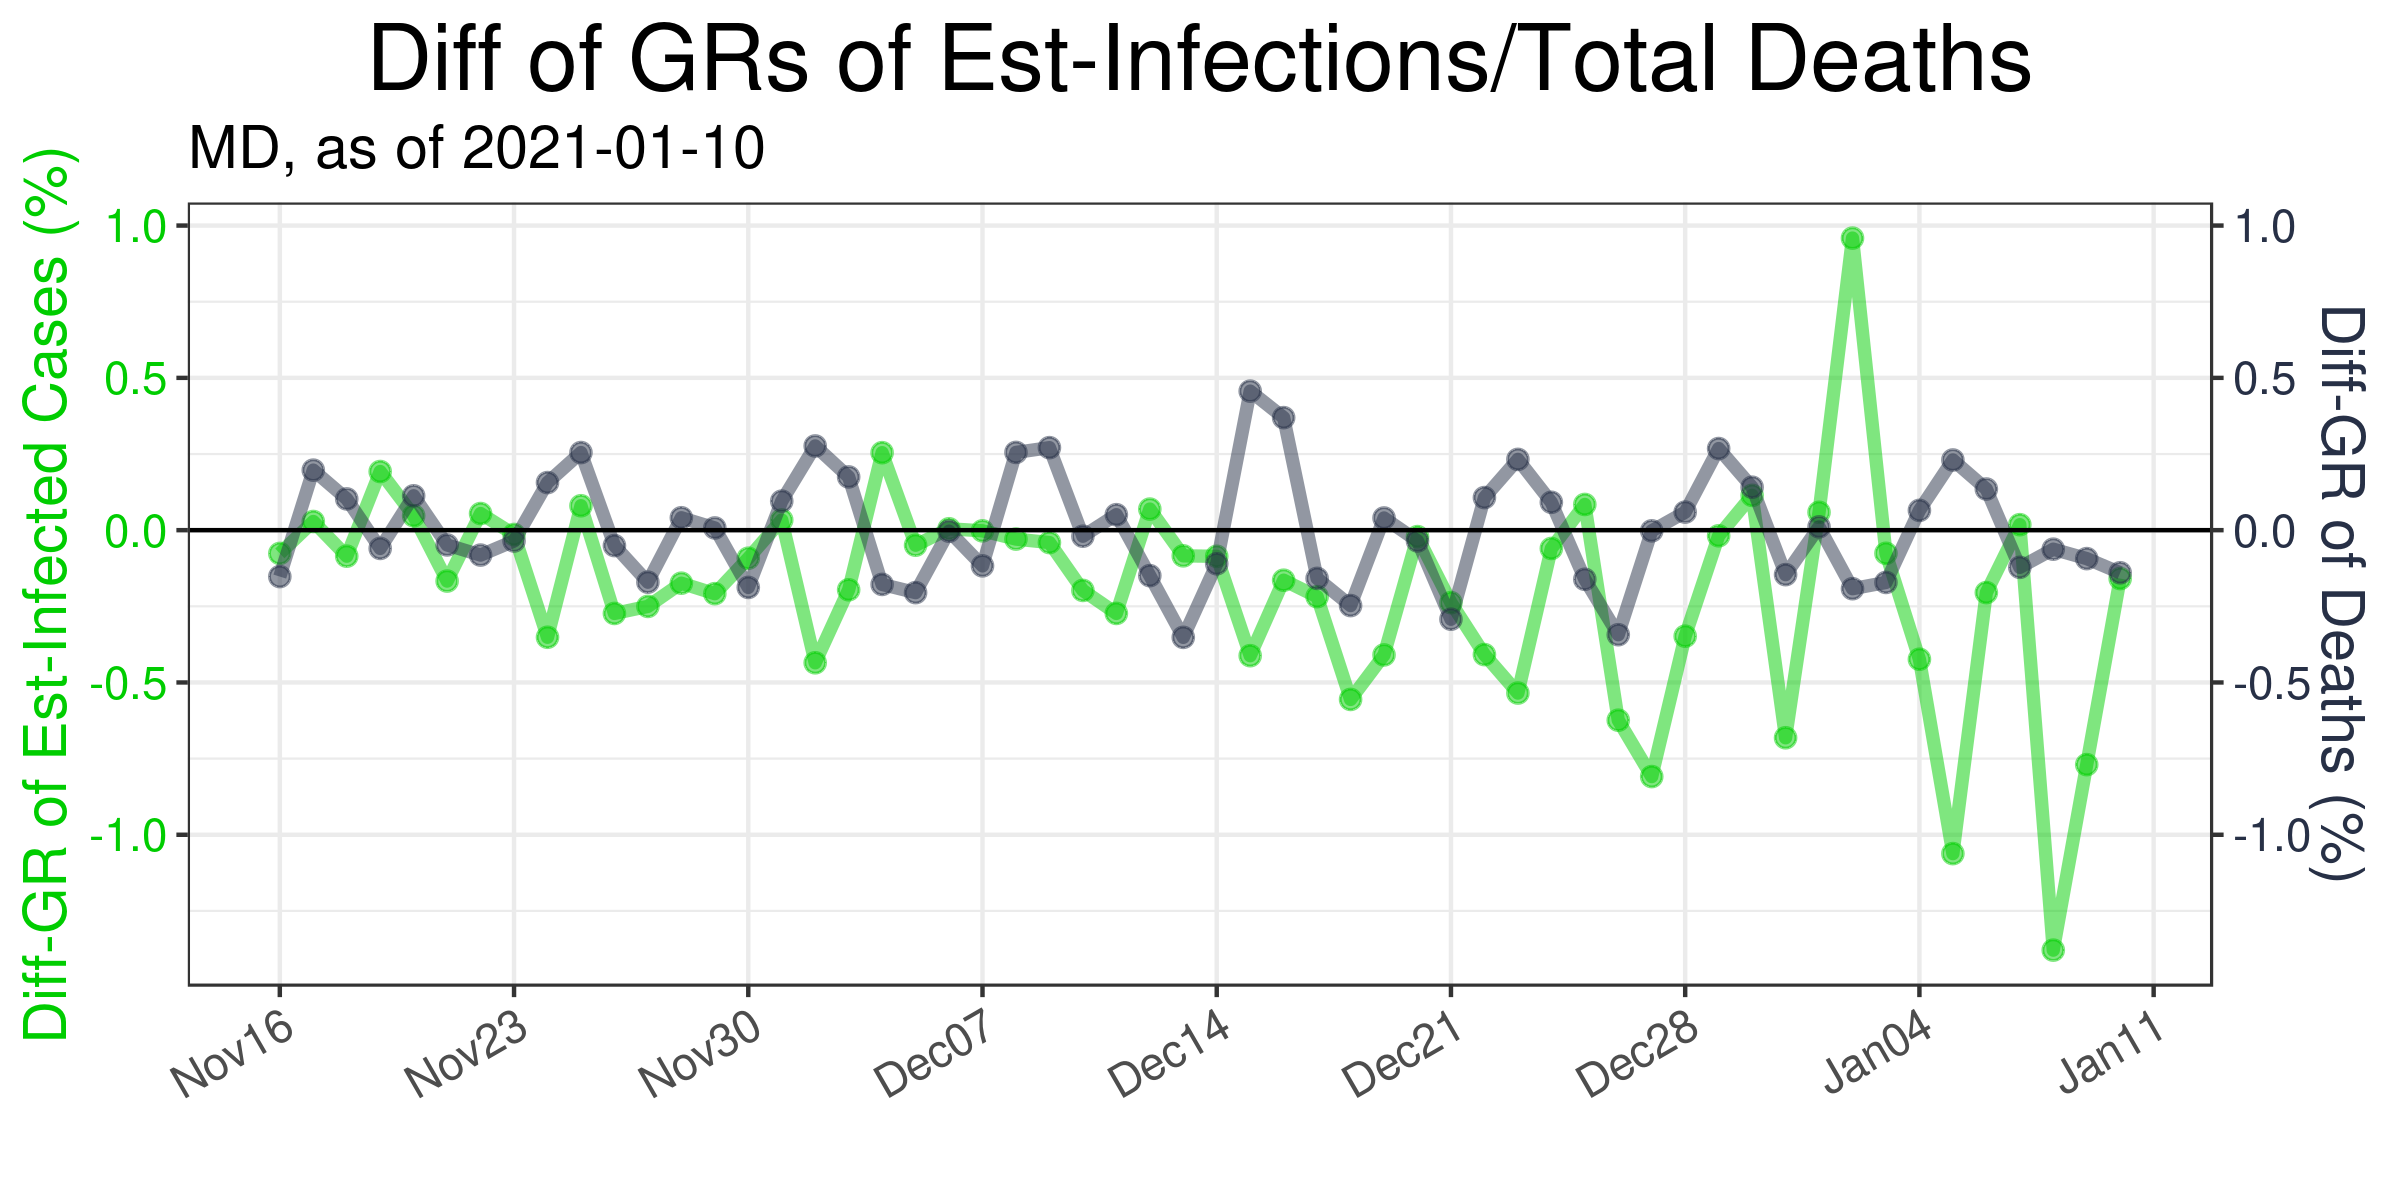 Diff of GRs of Est-Infections/Total Deaths
MD, as of 2021-01-10
Diff-GR of Est-Infected Cases (%)
1.0
0.5
0.0
-0.5
-1.0
1.0
0.5
0.0
-0.5
-1.0
Diff-GR of Deaths (%)
Nov16
Nov23
Nov30
Dec07
Dec14
Dec21
Dec28
Jan04
Jan11